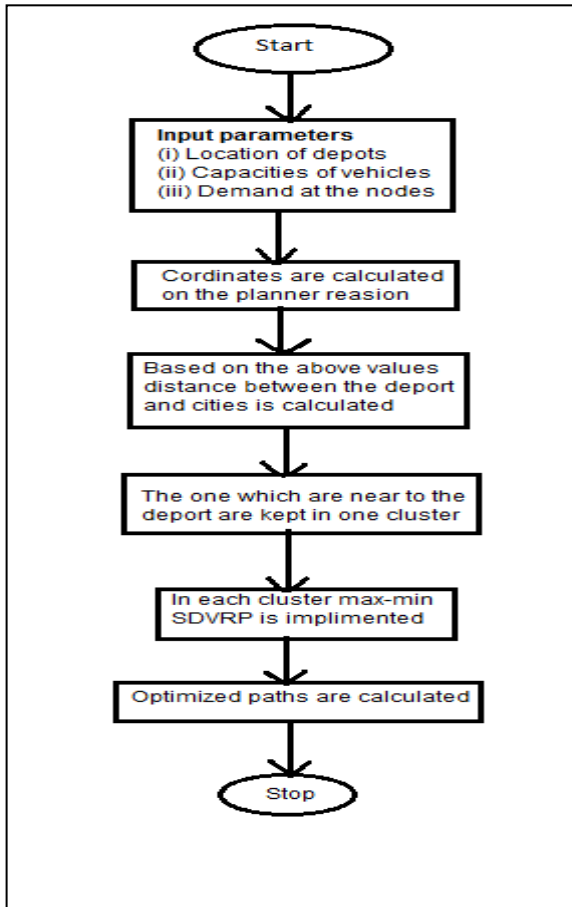 Start
Input parameters
(i) Location of depots
(ii) Capacities of vehicles
(iii) Demand at the nodes
Cordinates are calculated
on the planner reasion
Based on the above values
distance between the deport
and cities is calculated
The one which are near to the
deport are kept in one cluster
In each cluster max-min
SDVRP is implimented
Optimized paths are calculated
Stop